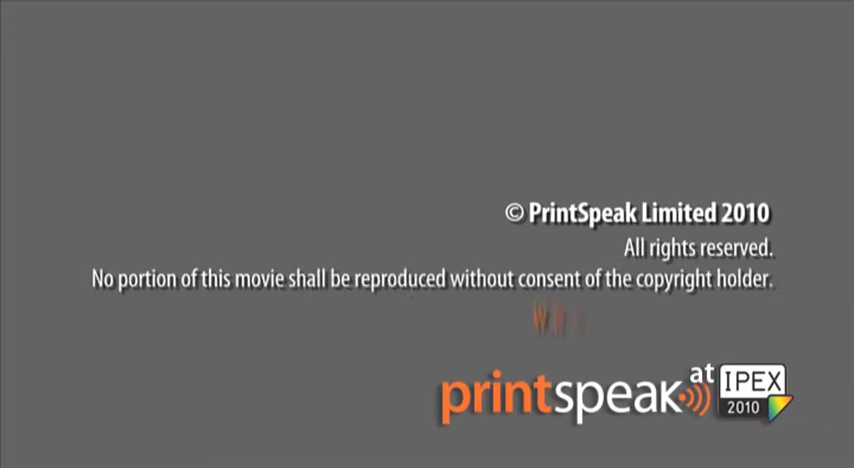 © PrintSpeak Limited 2010
All rights reserved.
No portion of this movie shall be reproduced without consent of the copyright holder.
printspeak at IPEX
2010